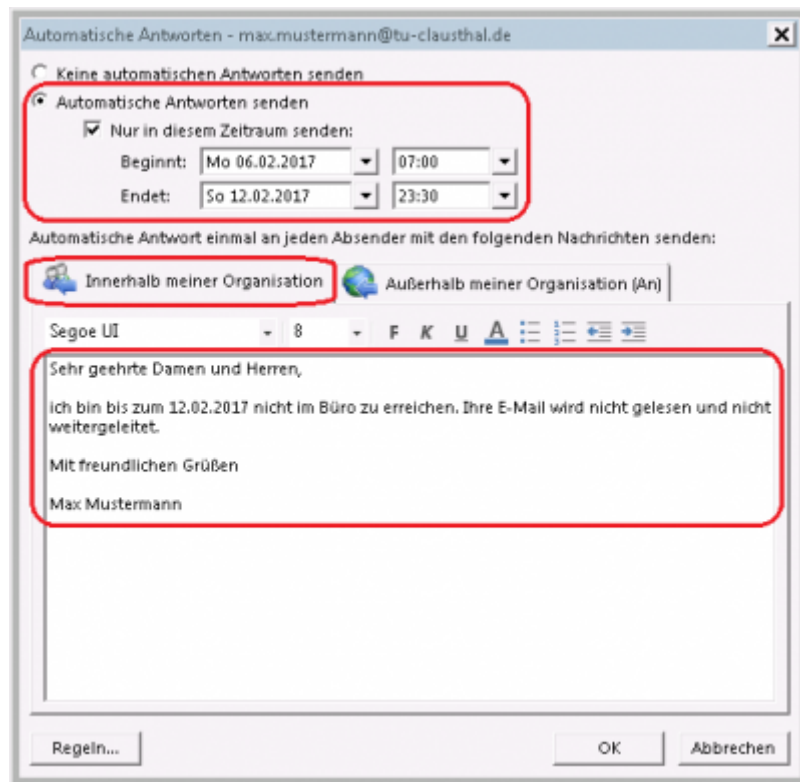 Automatische Antworten - max.mustermann@tu-clausthal.de
Keine automatischen Antworten senden
Automatische Antworten senden
Nur in diesem Zeitraum senden:
Beginnt: Mo 06.02.2017 07:00
Endet: So 12.02.2017 23:30
Automatische Antwort einmal an jeden Absender mit den folgenden Nachrichten senden:
Innerhalb meiner Organisation Außerhalb meiner Organisation (An)
Segoe UI 8 F K U A
Sehr geehrte Damen und Herren,
ich bin bis zum 12.02.2017 nicht im Büro zu erreichen. Ihre E-Mail wird nicht gelesen und nicht
weitergeleitet.
Mit freundlichen Grüßen
Max Mustermann
Regeln... OK Abbrechen